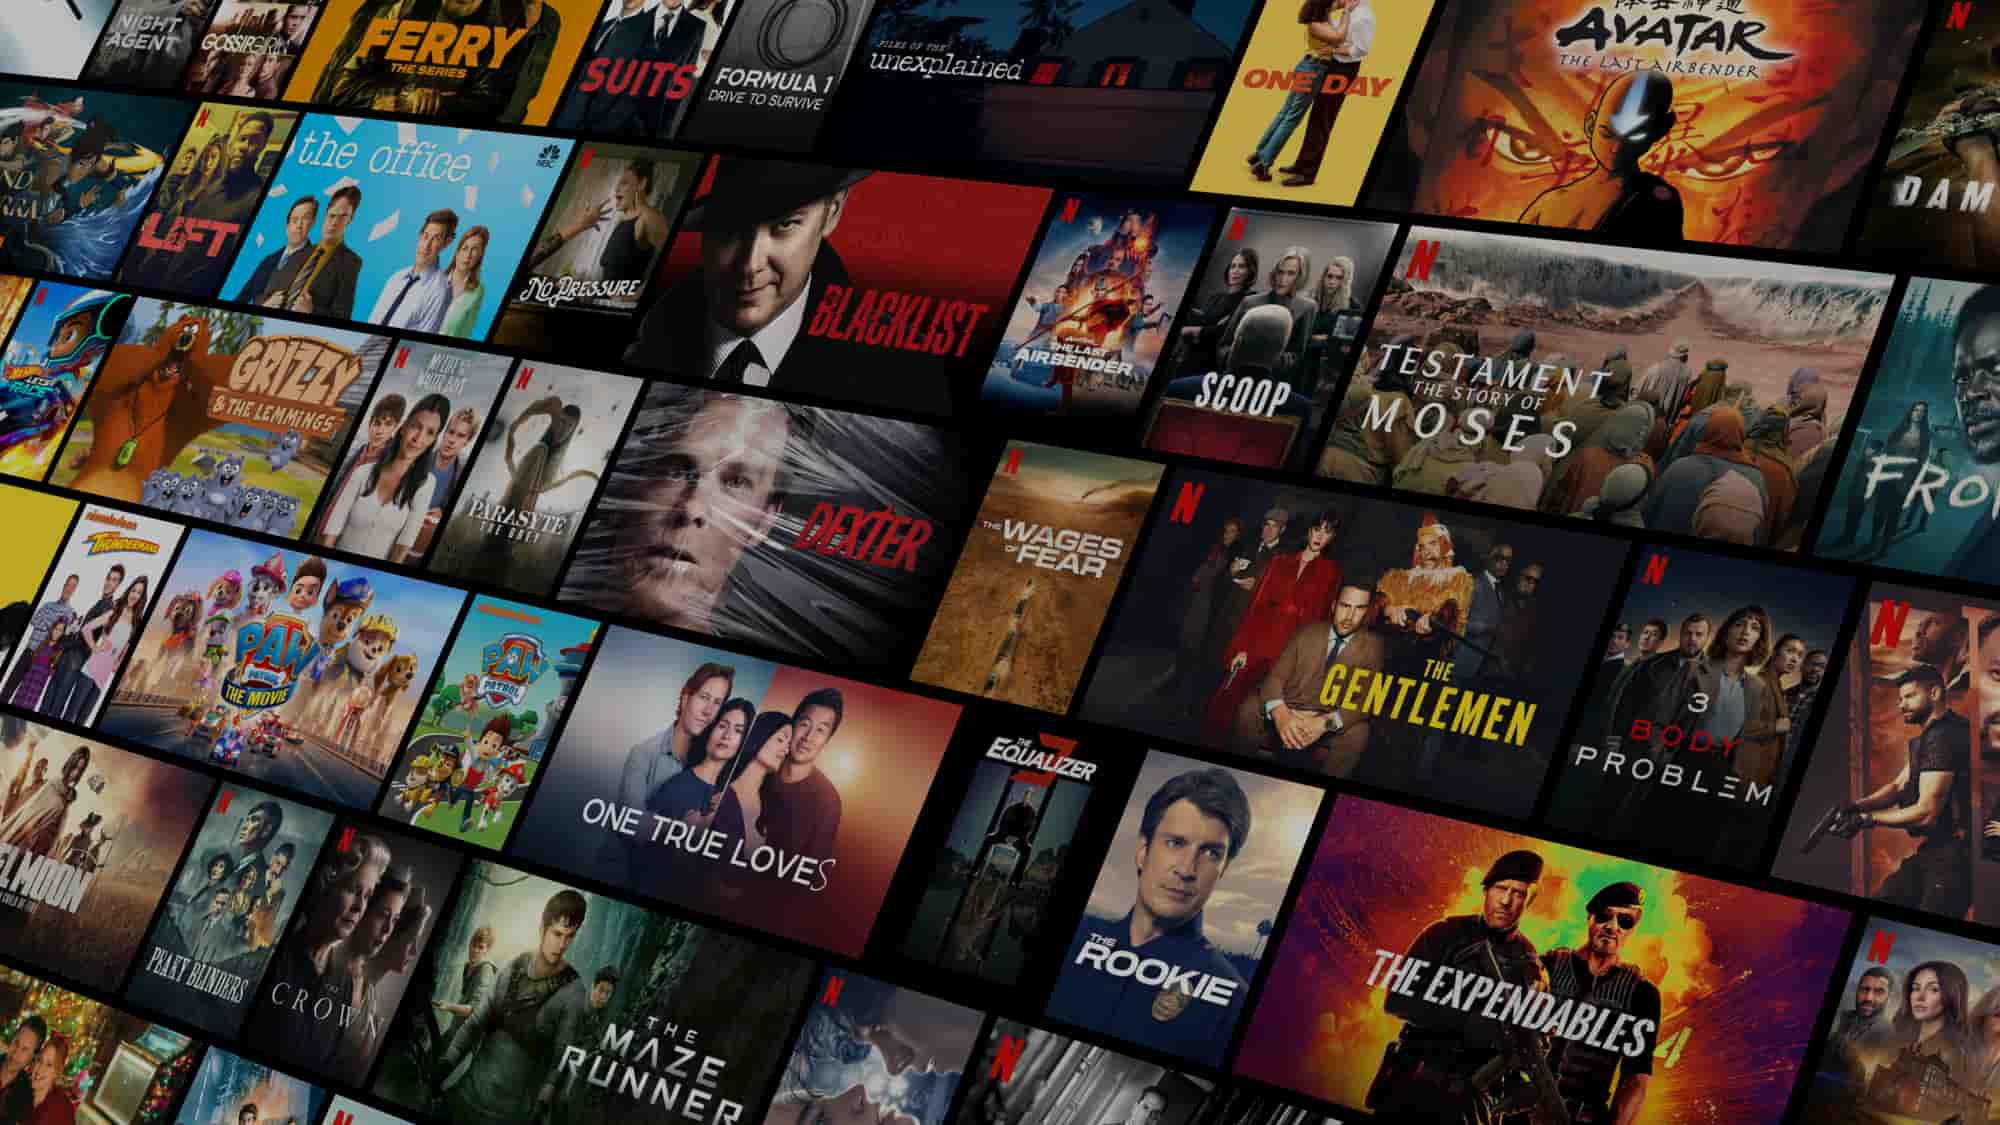 THE
NIGHT
AGENT
GOSSIP GIRL
FERRY
THE SERIES
SUITS
FORMULA 1
DRIVE TO SURVIVE
FILES OF THE
unexplained
ONE DAY
AVATAR
THE LAST AIRBENDER
N
DAM
N
LIFT
the office
NBC
N
NO PRESSURE
BLACKLIST
N
THE LAST
AIRBENDER
N
SCOOP
N
TESTAMENT
THE STORY OF
MOSES
FRO
N
RACE
GRIZZY
& THE LEMMINGS
N
N
PARASYTE
THE GREY
DEXTER
N
THE
WAGES
OF
FEAR
N
THE
GENTLEMEN
N
3
BODY
PROBLEM
N
nickelodeon
THUNDERMANS
PAW
PATROL
THE MOVIE
PAW
PATROL
ONE TRUE LOVES
THE
EQUALIZER
3
THE
ROOKIE
THE EXPENDABLES 4
N
ELMOON
N
PEAKY BLINDERS
N
THE
CROWN
THE
MAZE
RUNNER
N
N
N